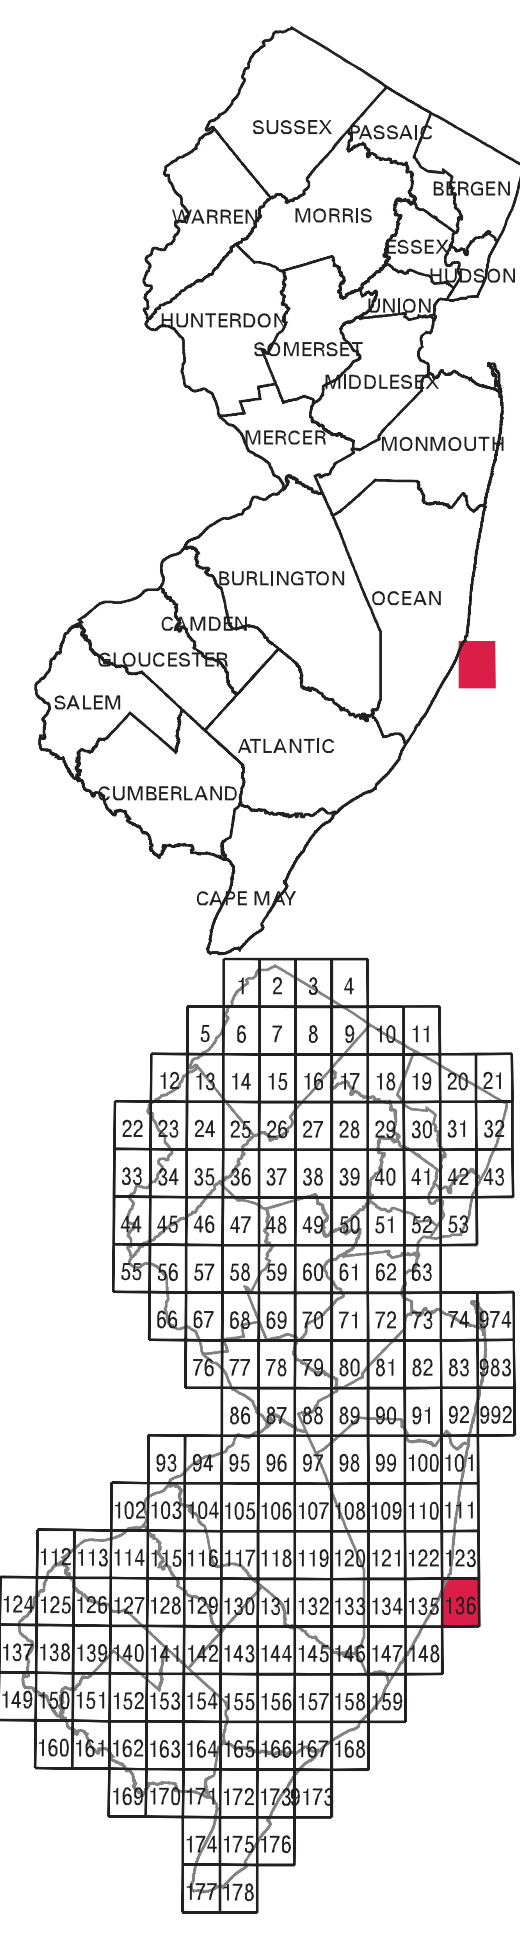 SUSSEX
PASSAIC
BERGEN
WARREN
MORRIS
ESSEX
HUDSON
UNION
HUNTERDON
SOMERSET
MIDDLESEX
MERCER
MONMOUTH
BURLINGTON
OCEAN
CAMDEN
GLOUCESTER
SALEM
ATLANTIC
CUMBERLAND
CAPE MAY
1 2 3 4
5 6 7 8 9 10 11
12 13 14 15 16 17 18 19 20 21
22 23 24 25 26 27 28 29 30 31 32
33 34 35 36 37 38 39 40 41 42 43
44 45 46 47 48 49 50 51 52 53
55 56 57 58 59 60 61 62 63
66 67 68 69 70 71 72 73 74 974
76 77 78 79 80 81 82 83 983
86 87 88 89 90 91 92 992
93 94 95 96 97 98 99 100 101
102 103 104 105 106 107 108 109 110 111
112 113 114 115 116 117 118 119 120 121 122 123
124 125 126 127 128 129 130 131 132 133 134 135 136
137 138 139 140 141 142 143 144 145 146 147 148
149 150 151 152 153 154 155 156 157 158 159
160 161 162 163 164 165 166 167 168
169 170 171 172 173 9173
174 175 176
177 178